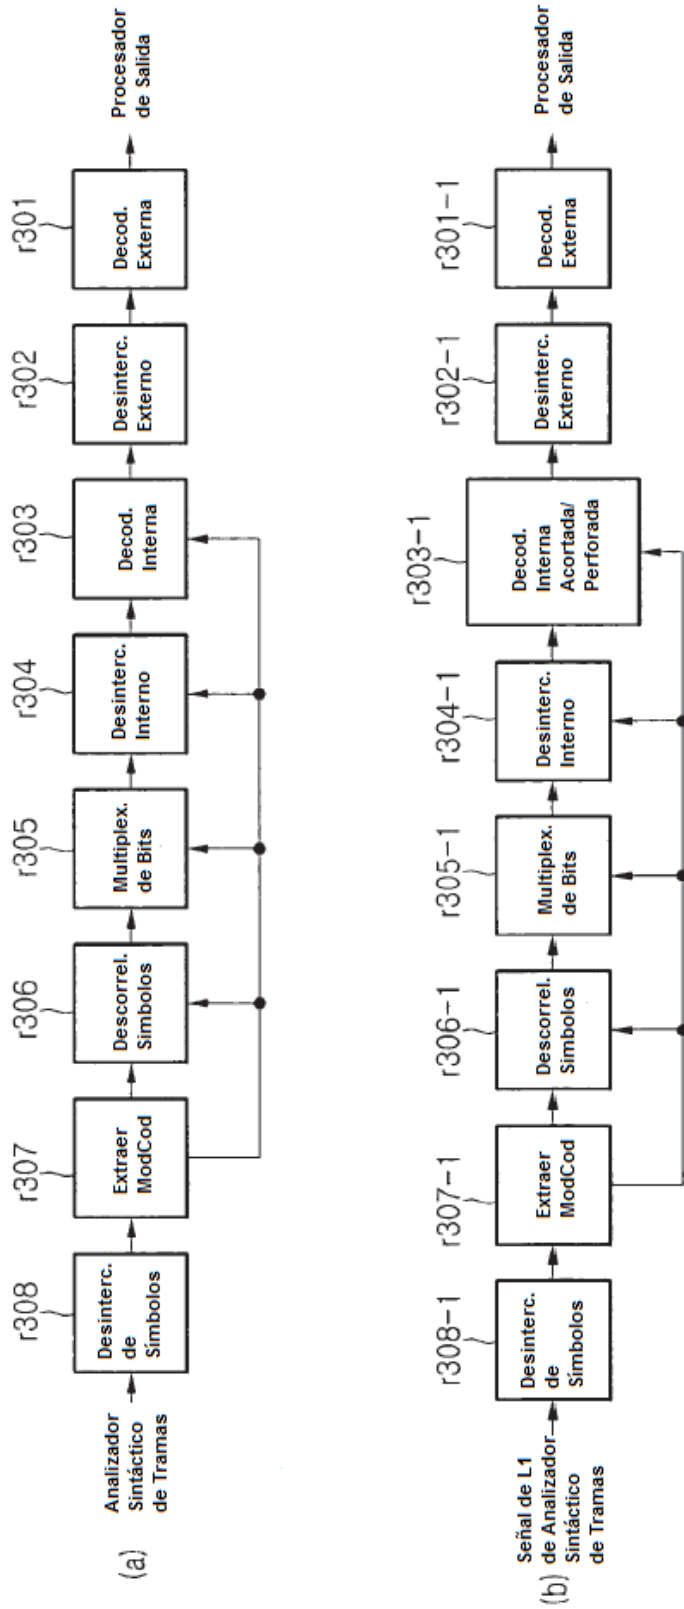 (a)
Analizador
Sintáctico
de Tramas
r308
Desinterc.
de
Símbolos
r307
Extraer
ModCod
r306
Descorrel.
Símbolos
r305
Multiplex.
de Bits
r304
Desinterc.
Interno
r303
Decod.
Interna
r302
Desinterc.
Externo
r301
Decod.
Externa
Procesador
de Salida
(b)
Señal de L1
de Analizador
Sintáctico
de Tramas
r308-1
Desinterc.
de
Símbolos
r307-1
Extraer
ModCod
r306-1
Descorrel.
Símbolos
r305-1
Multiplex.
de Bits
r304-1
Desinterc.
Interno
r303-1
Decod.
Interna
Acortada/
Perforada
r302-1
Desinterc.
Externo
r301-1
Decod.
Externa
Procesador
de Salida